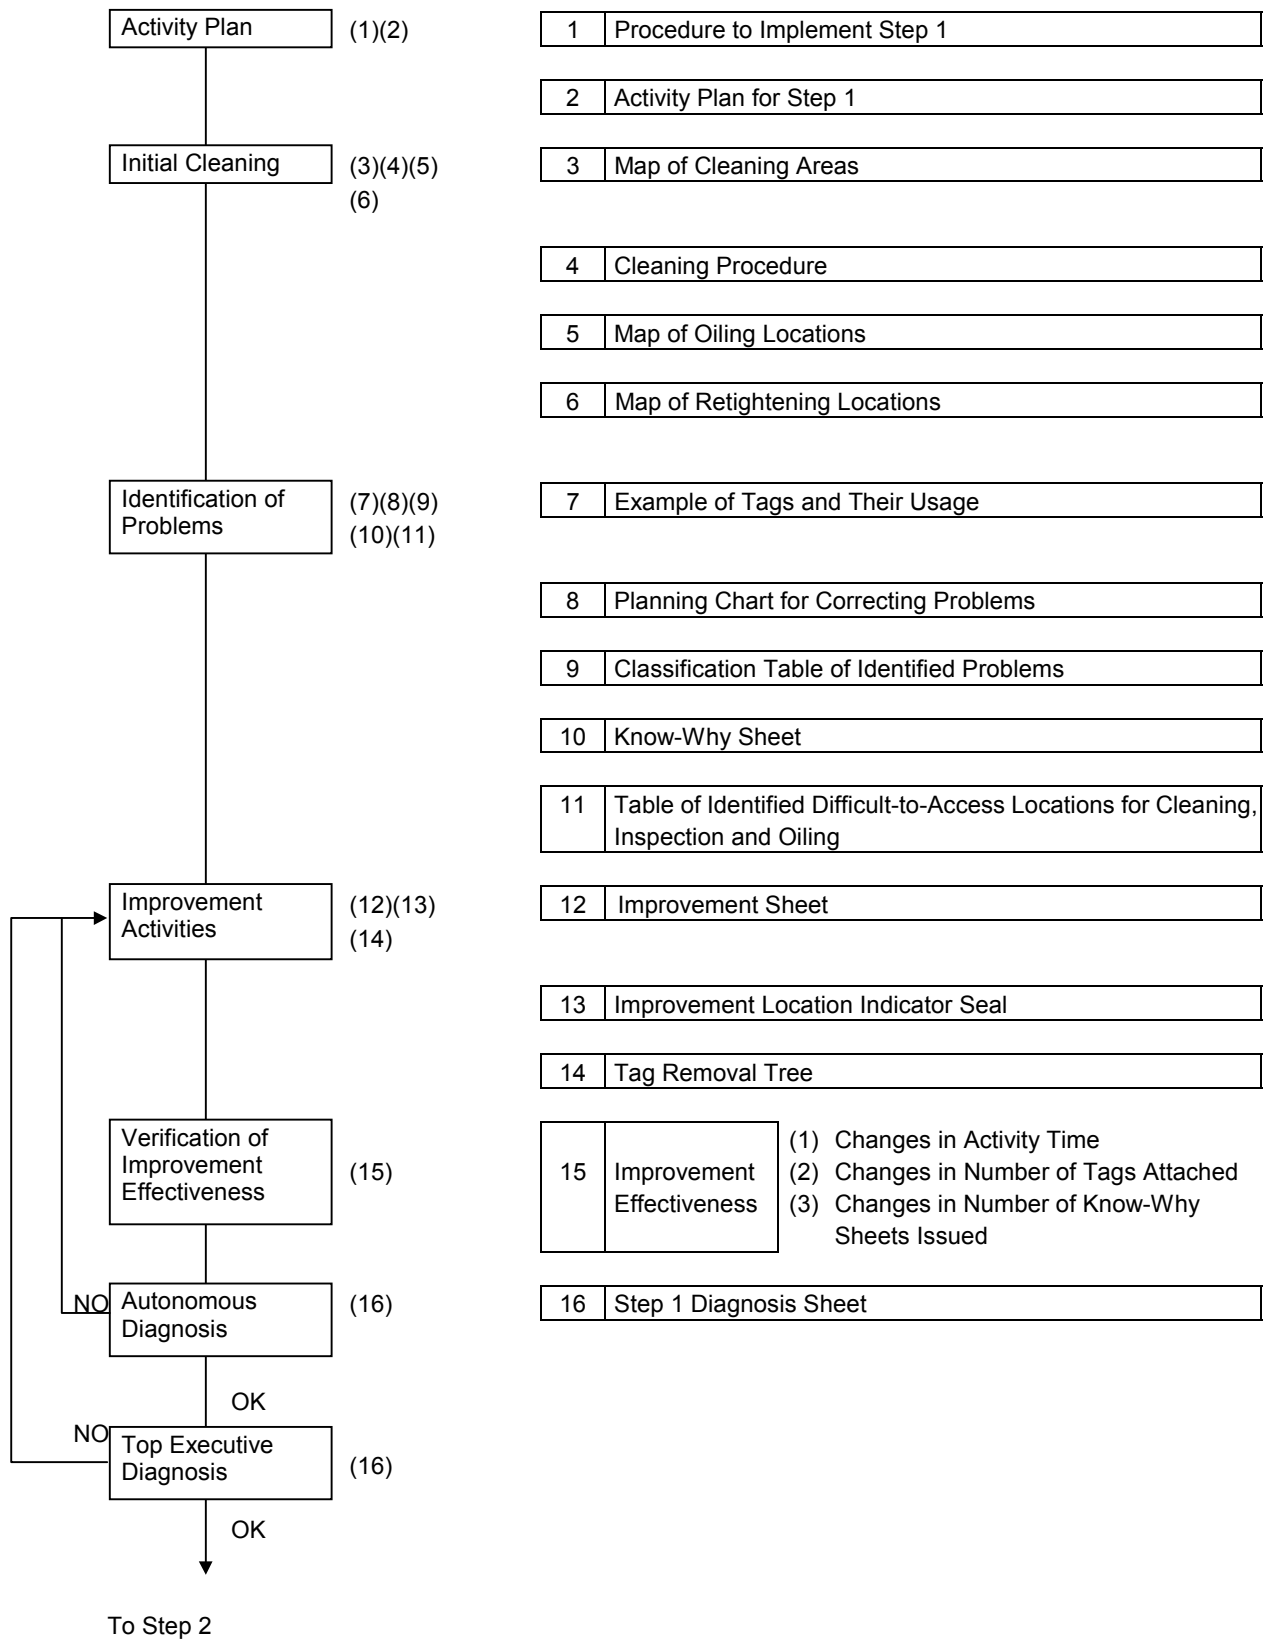 Activity Plan (1)(2) 1 Procedure to Implement Step 1
2 Activity Plan for Step 1
Initial Cleaning (3)(4)(5) 3 Map of Cleaning Areas
(6)
4 Cleaning Procedure
5 Map of Oiling Locations
6 Map of Retightening Locations
Identification of (7)(8)(9) 7 Example of Tags and Their Usage
Problems (10)(11)
8 Planning Chart for Correcting Problems
9 Classification Table of Identified Problems
10 Know-Why Sheet
11 Table of Identified Difficult-to-Access Locations for Cleaning,
Inspection and Oiling
Improvement (12)(13) 12 Improvement Sheet
Activities (14)
13 Improvement Location Indicator Seal
14 Tag Removal Tree
Verification of
Improvement (15)
Effectiveness
15 Improvement
Effectiveness
(1) Changes in Activity Time
(2) Changes in Number of Tags Attached
(3) Changes in Number of Know-Why
Sheets Issued
NO Autonomous (16) 16 Step 1 Diagnosis Sheet
Diagnosis
OK
NO Top Executive
Diagnosis (16)
OK
To Step 2